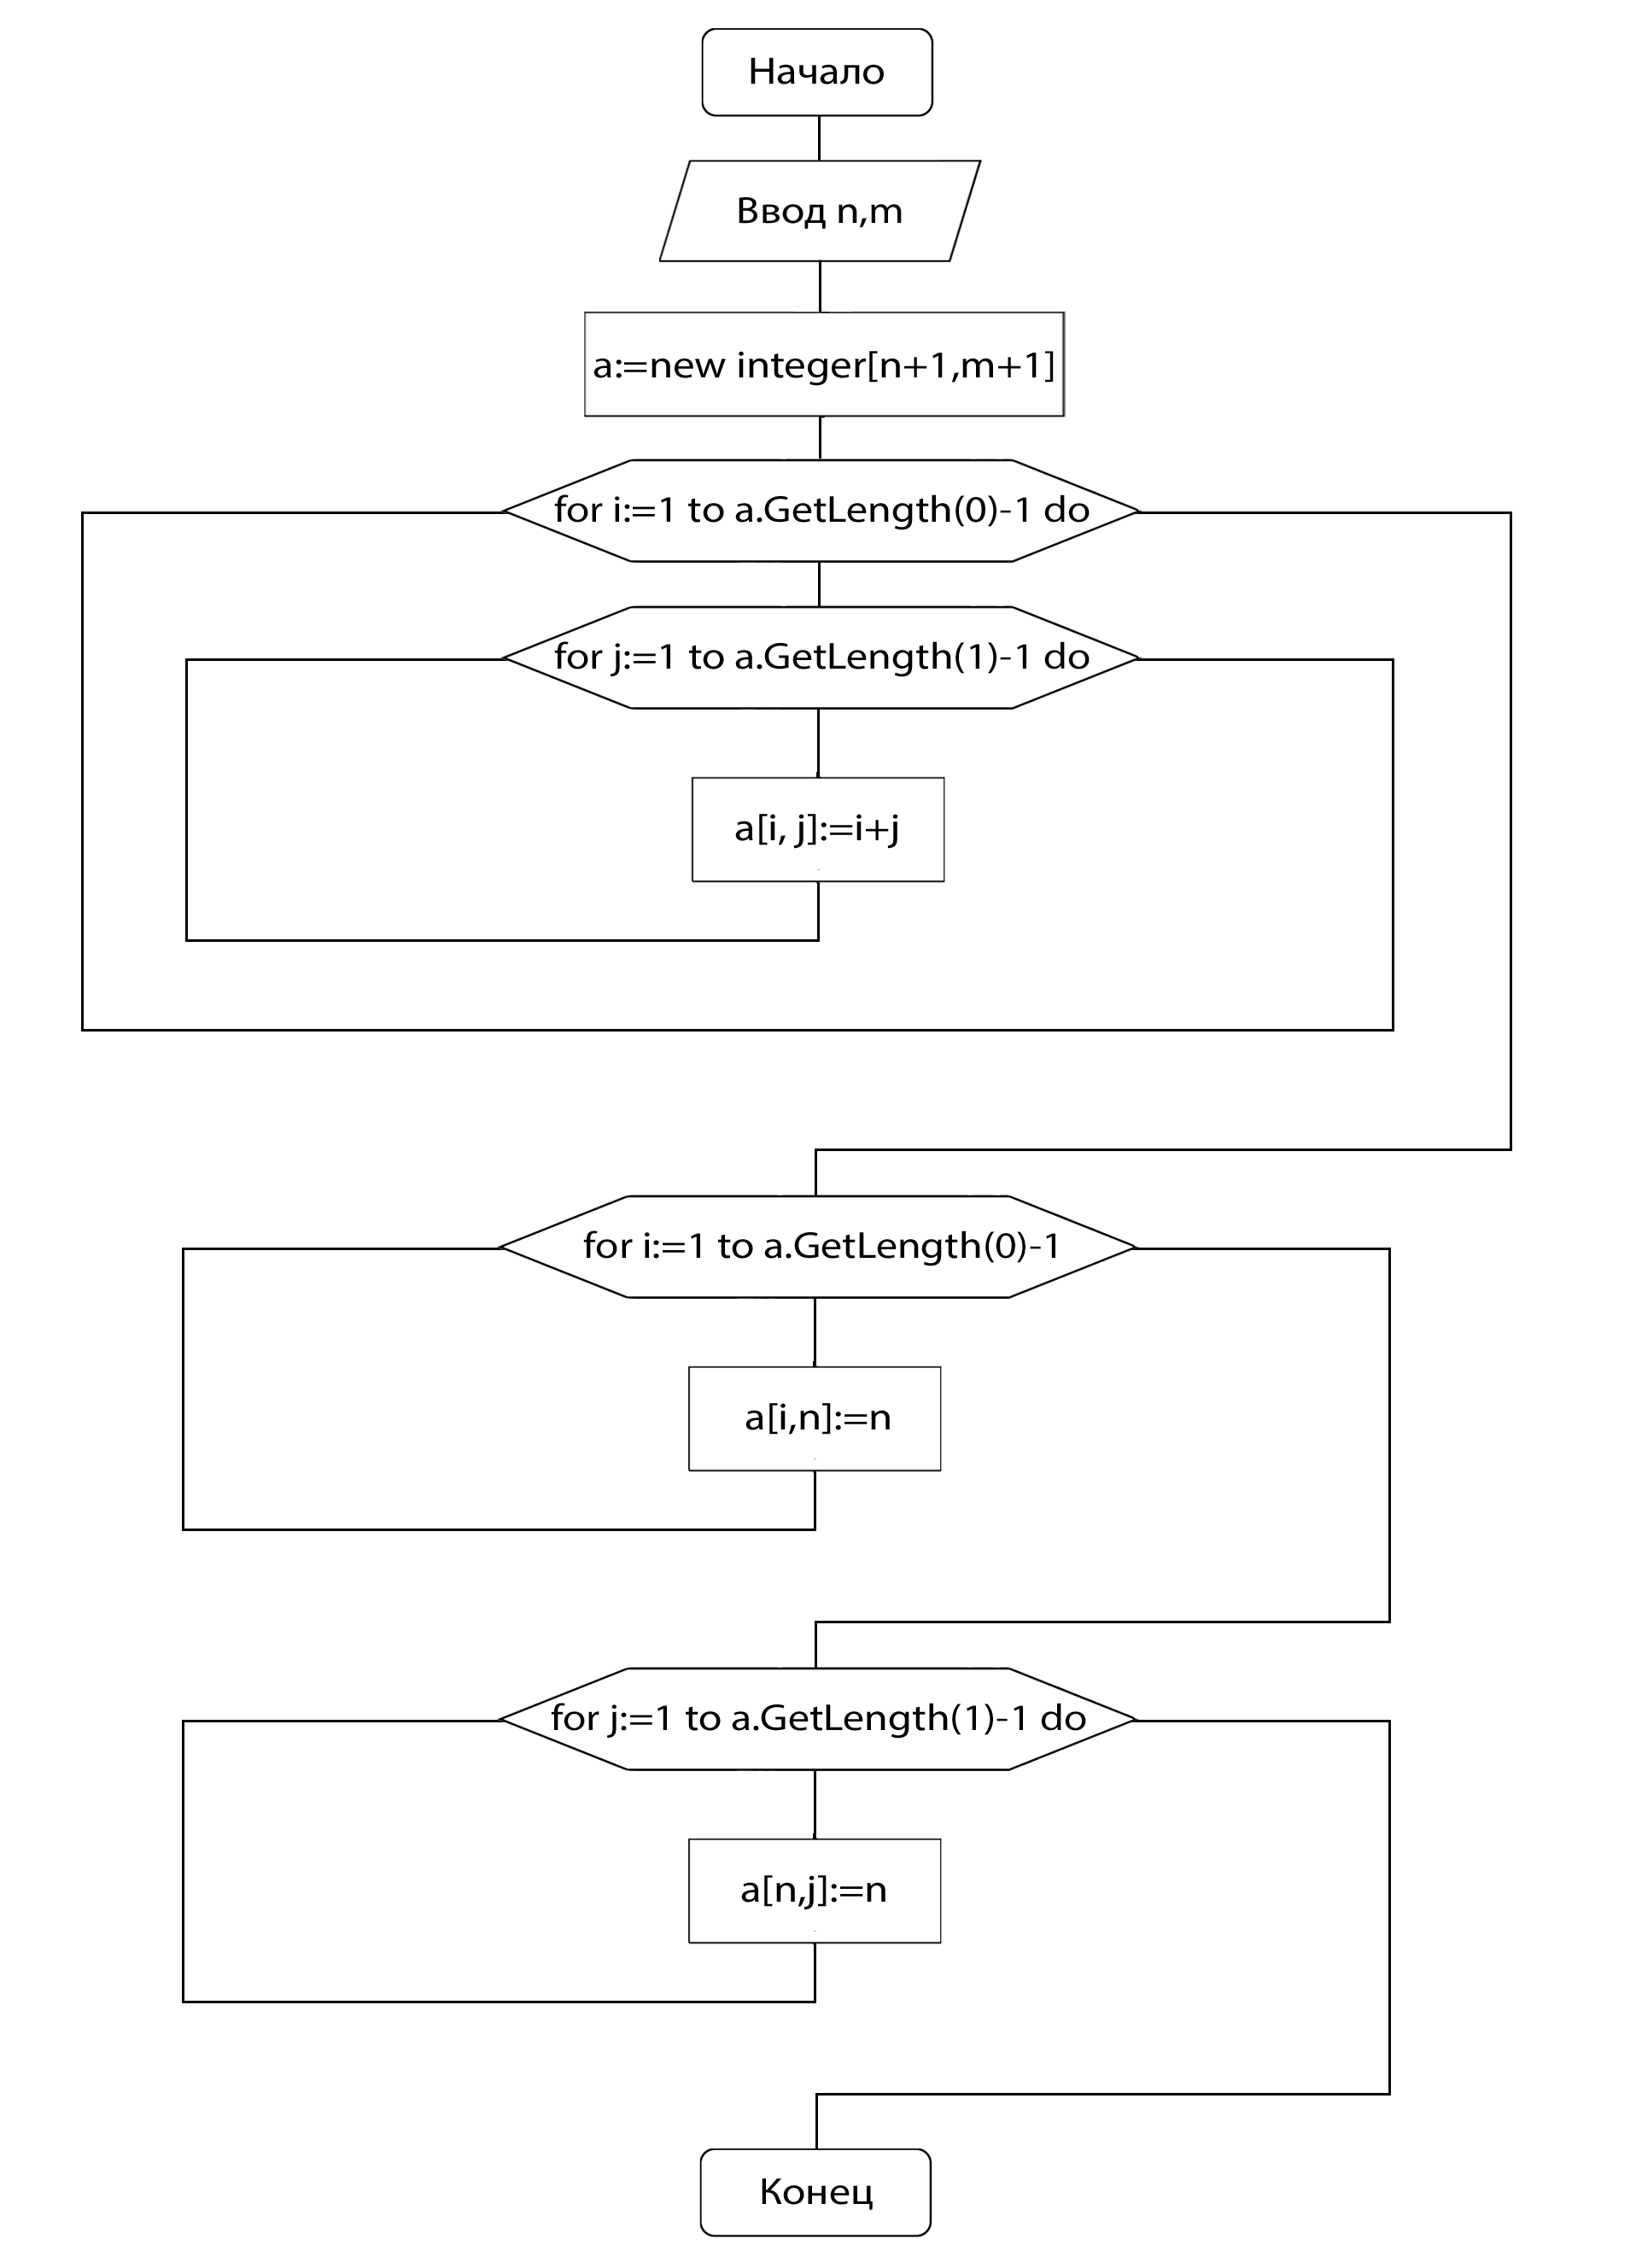 Начало
Ввод n,m
a:=new integer[n+1,m+1]
for i:=1 to a.GetLength(0)-1 do
for j:=1 to a.GetLength(1)-1 do
a[i, j]:=i+j
for i:=1 to a.GetLength(0)-1
a[i,n]:=n
for j:=1 to a.GetLength(1)-1 do
a[n,j]:=n
Конец